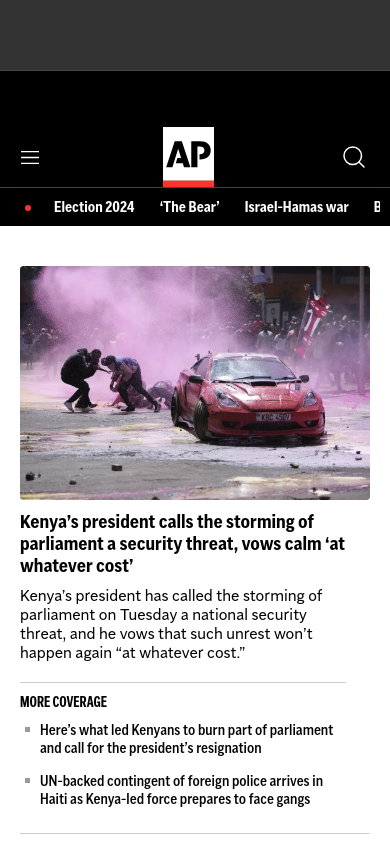 AP
Election 2024 ‘The Bear’ Israel-Hamas war B
Kenya’s president calls the storming of
parliament a security threat, vows calm ‘at
whatever cost’
Kenya’s president has called the storming of
parliament on Tuesday a national security
threat, and he vows that such unrest won’t
happen again “at whatever cost.”
MORE COVERAGE
Here’s what led Kenyans to burn part of parliament
and call for the president’s resignation
UN-backed contingent of foreign police arrives in
Haiti as Kenya-led force prepares to face gangs